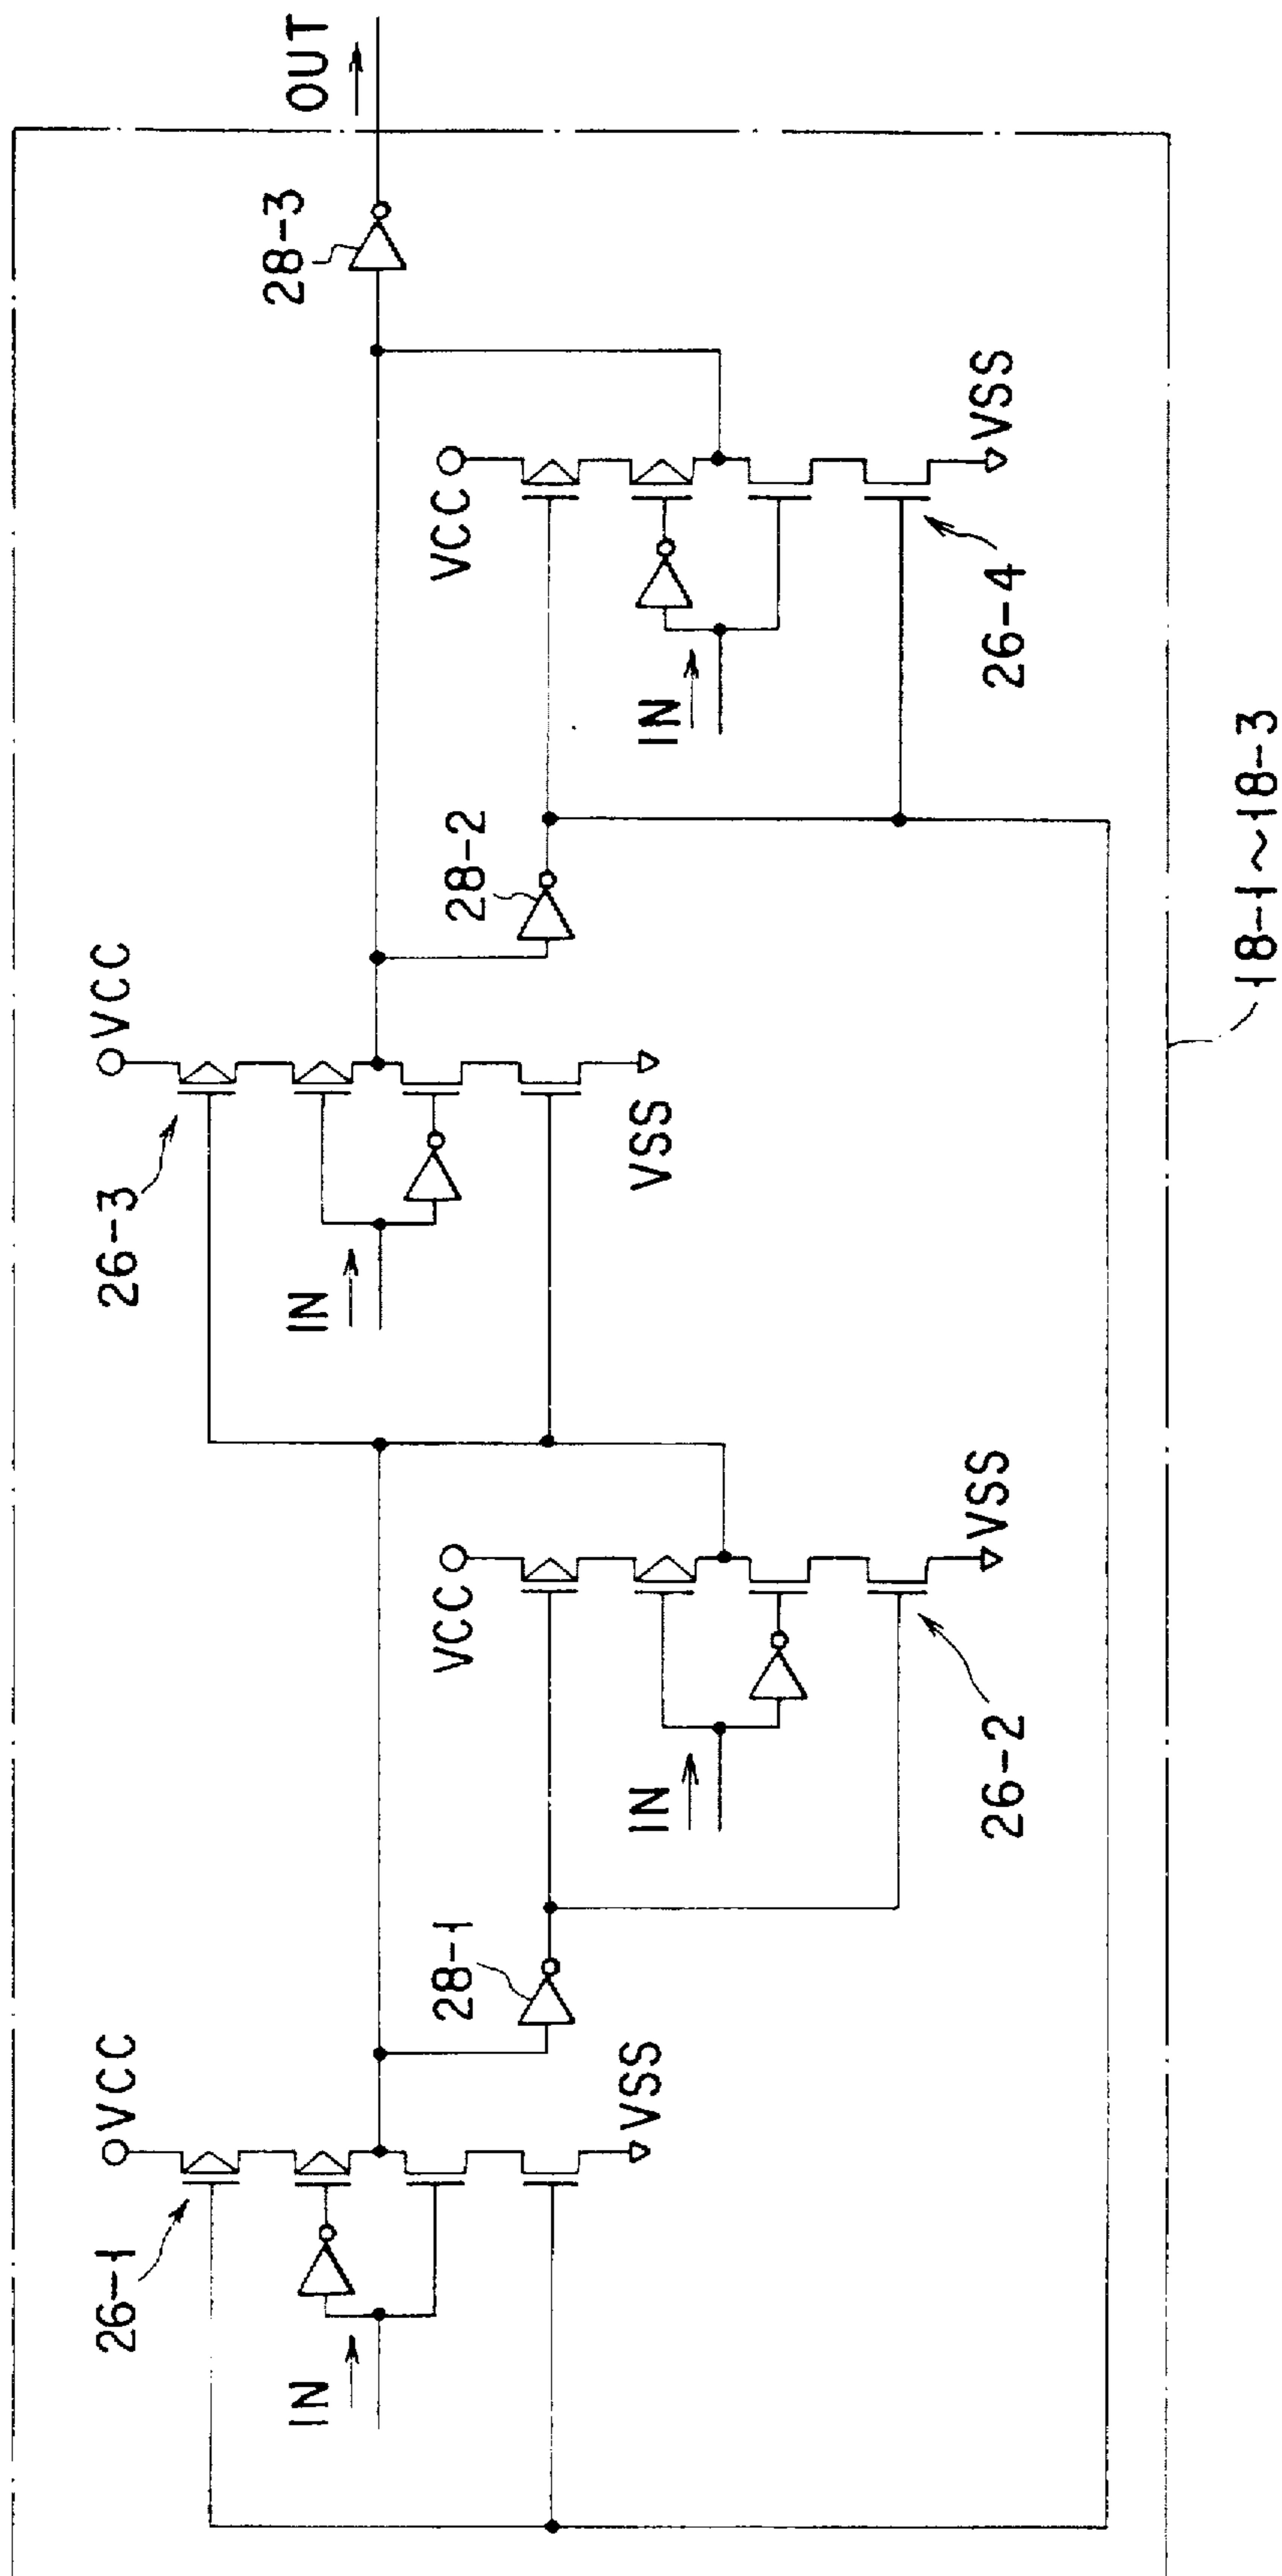 26-1
VCC
IN
VSS
28-1
VCC
IN
26-2
VSS
26-3
VCC
IN
VSS
28-2
VCC
IN
26-4
VSS
28-3
OUT
18-1~18-3